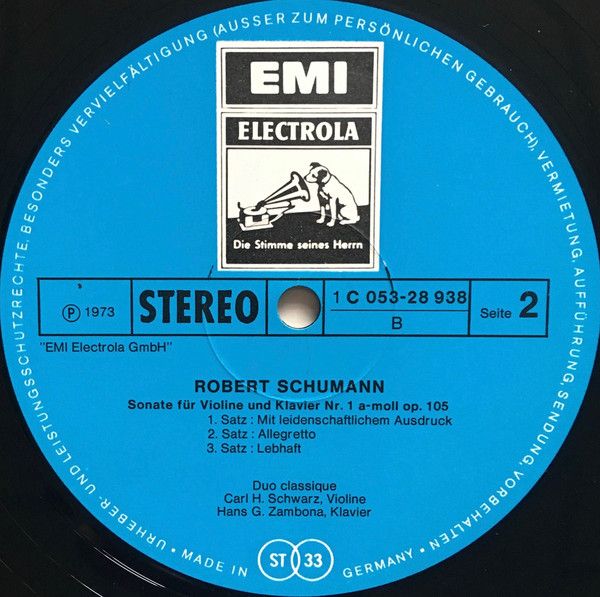 URHEBER- UND LEISTUNGSSCHUTZRECHTE, BESONDERS VERVIELFÄLTIGUNG (AUSSER ZUM PERSÖNLICHEN GEBRAUCH), VERMIETUNG, AUFFÜHRUNG, SENDUNG, VORBEHALTEN •
EMI
ELECTROLA
Die Stimme seines Herrn
Ⓟ 1973
STEREO
1 C 053-28 938
B
Seite 2
"EMI Electrola GmbH"
ROBERT SCHUMANN
Sonate für Violine und Klavier Nr. 1 a-moll op. 105
1. Satz : Mit leidenschaftlichem Ausdruck
2. Satz : Allegretto
3. Satz : Lebhaft
Duo classique
Carl H. Schwarz, Violine
Hans G. Zambona, Klavier
• MADE IN
ST 33
GERMANY •